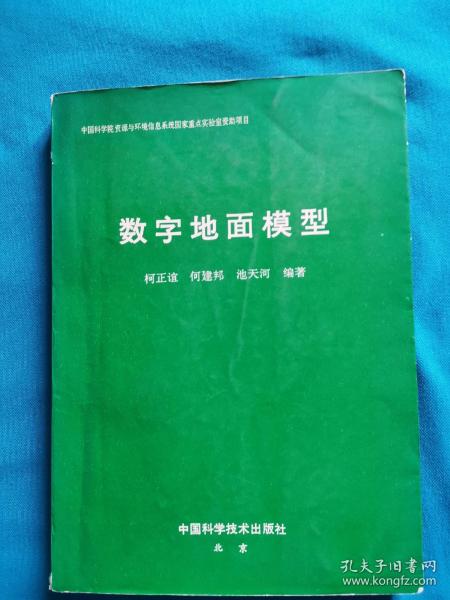 中国科学院资源与环境信息系统国家重点实验室资助项目
数字地面模型
柯正谊 何建邦 池天河 编著
中国科学技术出版社
北京
孔夫子旧书网
www.kongfz.com